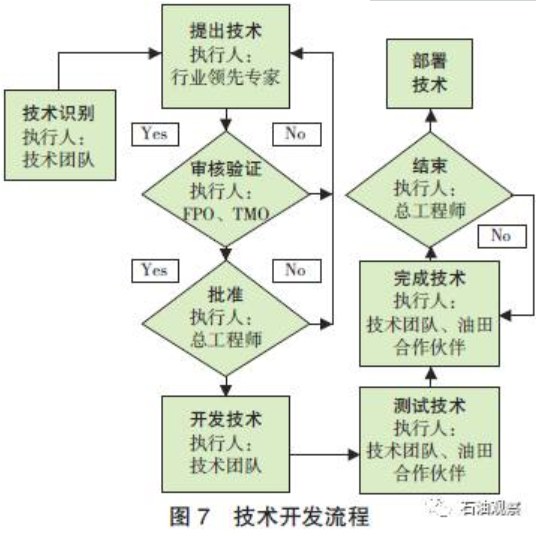 提出技术
执行人：
行业领先专家
技术识别
执行人：
技术团队
Yes
No
审核验证
执行人：
FPO、TMO
Yes
No
批准
执行人：
总工程师
开发技术
执行人：
技术团队
部署
技术
结束
执行人：
总工程师
No
完成技术
执行人：
技术团队、油田
合作伙伴
测试技术
执行人：
技术团队、油田
合作伙伴
石油观察
图 7 技术开发流程